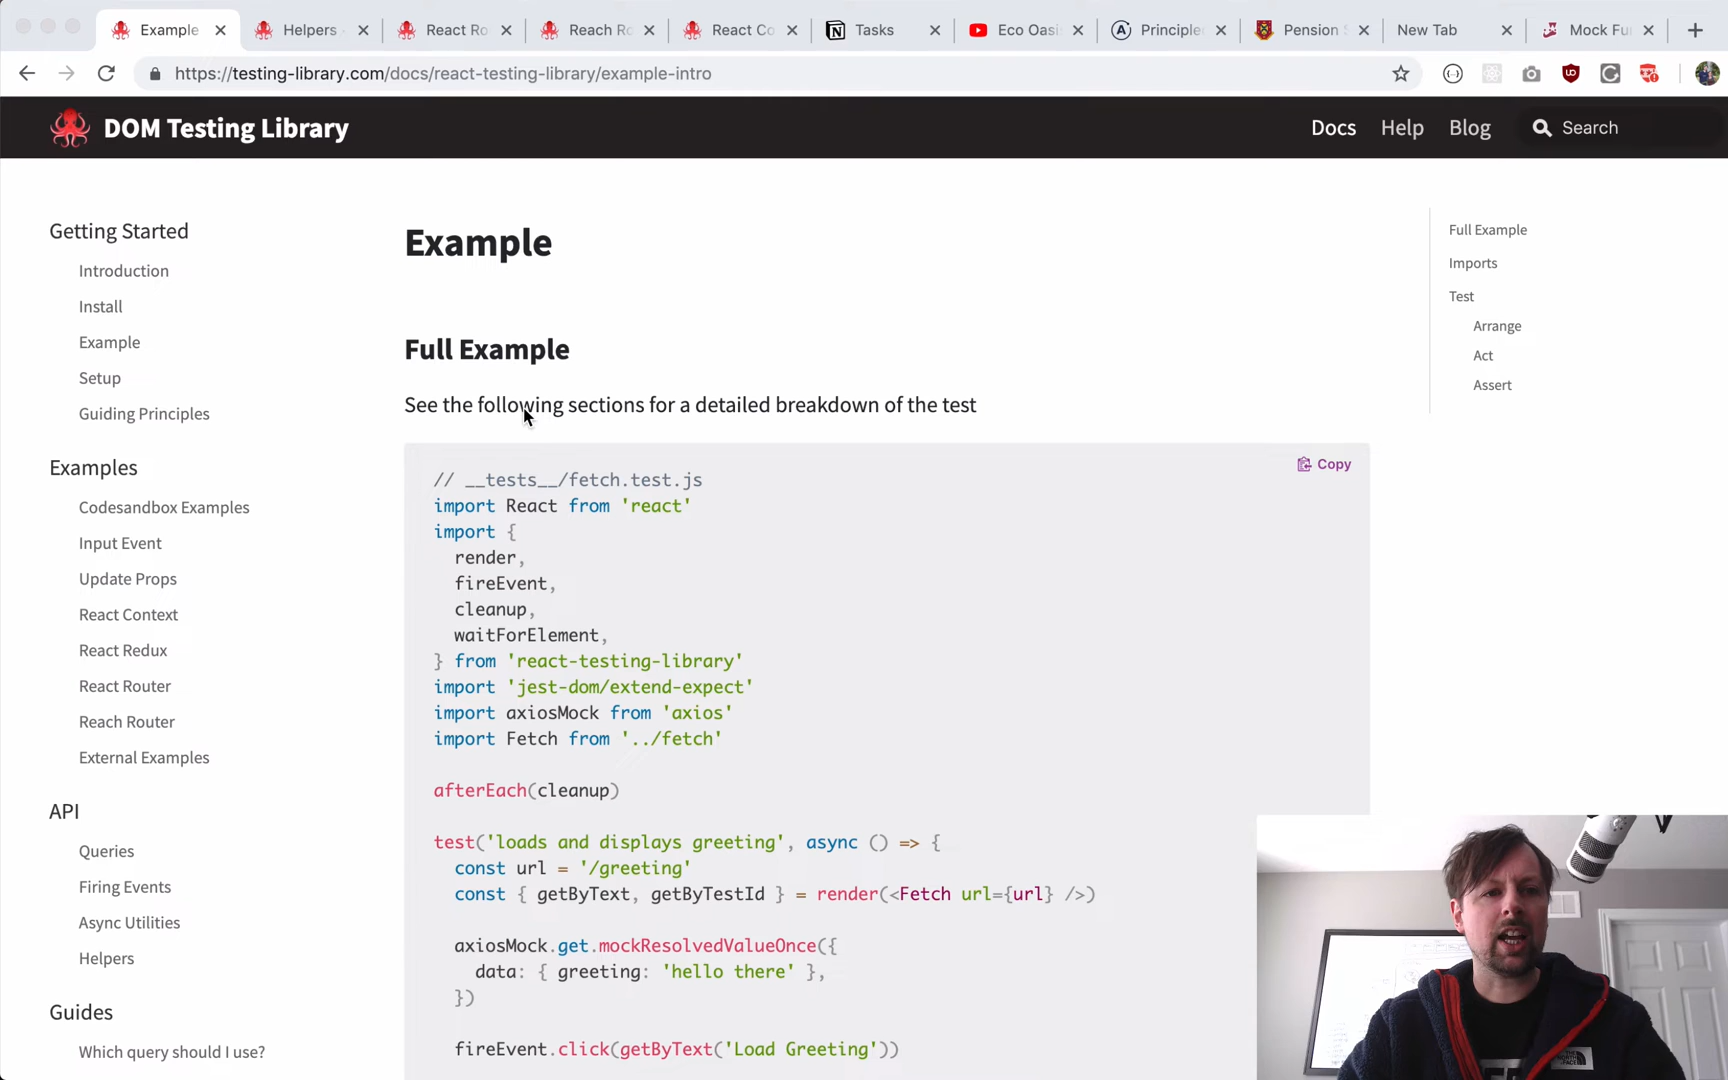 Example
Helpers
React Ro
Reach Ro
React Co
Tasks
Eco Oasi
Principle
Pension
New Tab
Mock Fu
https://testing-library.com/docs/react-testing-library/example-intro
DOM Testing Library
Docs
Help
Blog
Search
Getting Started
Introduction
Install
Example
Setup
Guiding Principles
Examples
Codesandbox Examples
Input Event
Update Props
React Context
React Redux
React Router
Reach Router
External Examples
API
Queries
Firing Events
Async Utilities
Helpers
Guides
Which query should I use?
Example
Full Example
See the following sections for a detailed breakdown of the test
Copy
// __tests__/fetch.test.js
import React from 'react'
import {
render,
fireEvent,
cleanup,
waitForElement,
} from 'react-testing-library'
import 'jest-dom/extend-expect'
import axiosMock from 'axios'
import Fetch from '../fetch'
afterEach(cleanup)
test('loads and displays greeting', async () => {
const url = '/greeting'
const { getByText, getByTestId } = render(<Fetch url={url} />)
axiosMock.get.mockResolvedValueOnce({
data: { greeting: 'hello there' },
})
fireEvent.click(getByText('Load Greeting'))
Full Example
Imports
Test
Arrange
Act
Assert